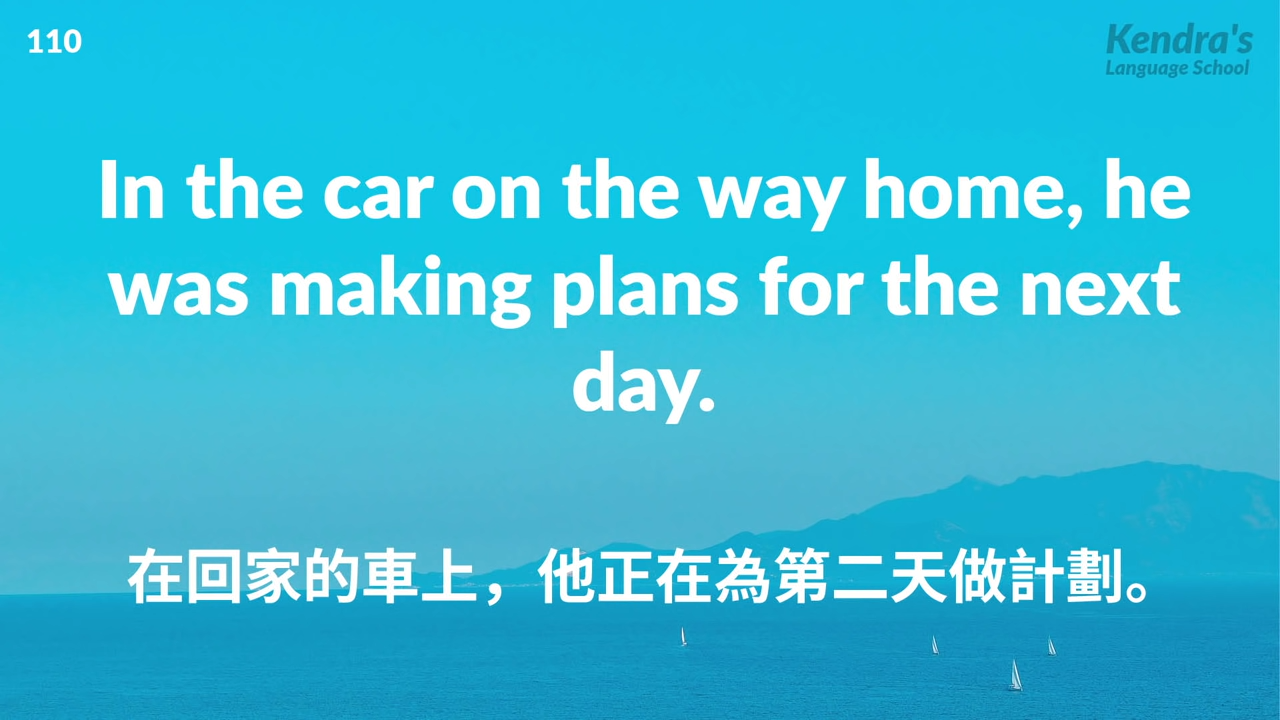 110
Kendra's
Language School
In the car on the way home, he
was making plans for the next
day.
在回家的車上，他正在為第二天做計劃。